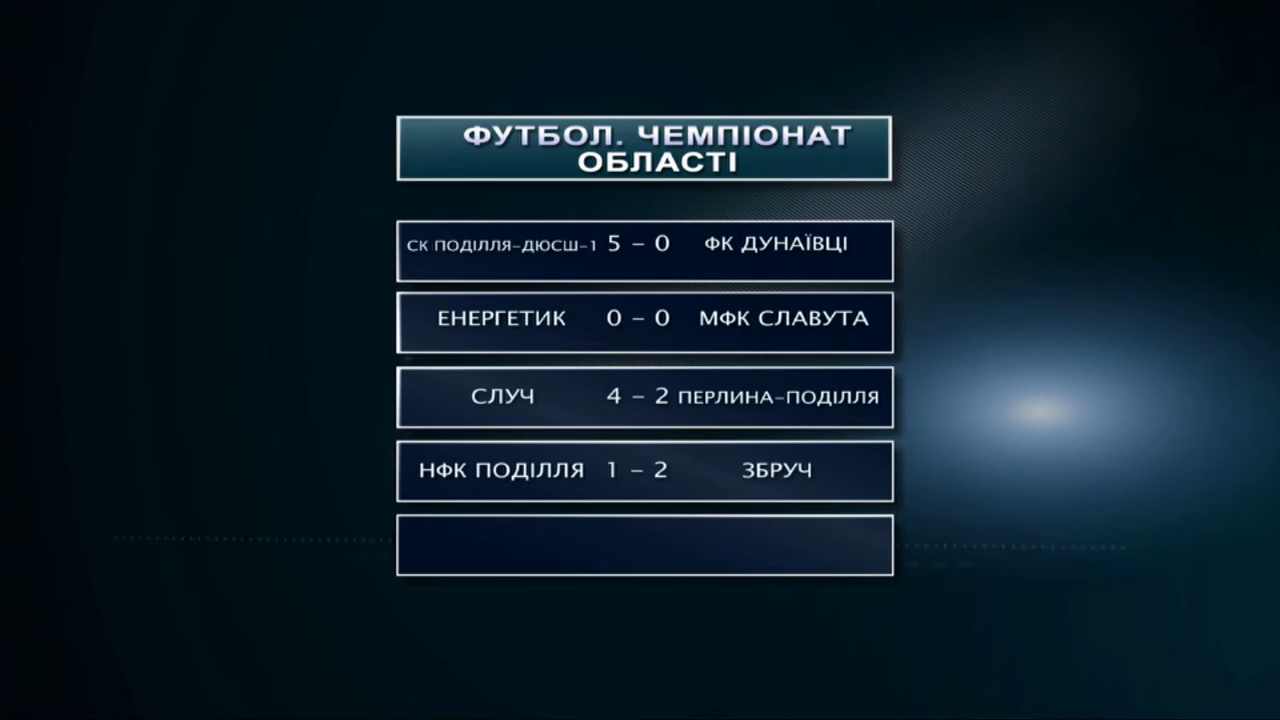 ФУТБОЛ. ЧЕМПІОНАТ
ОБЛАСТІ
СК ПОДІЛЛЯ-ДЮСШ-1 5 - 0 ФК ДУНАЇВЦІ
ЕНЕРГЕТИК 0 - 0 МФК СЛАВУТА
СЛУЧ 4 - 2 ПЕРЛИНА-ПОДІЛЛЯ
НФК ПОДІЛЛЯ 1 - 2 ЗБРУЧ